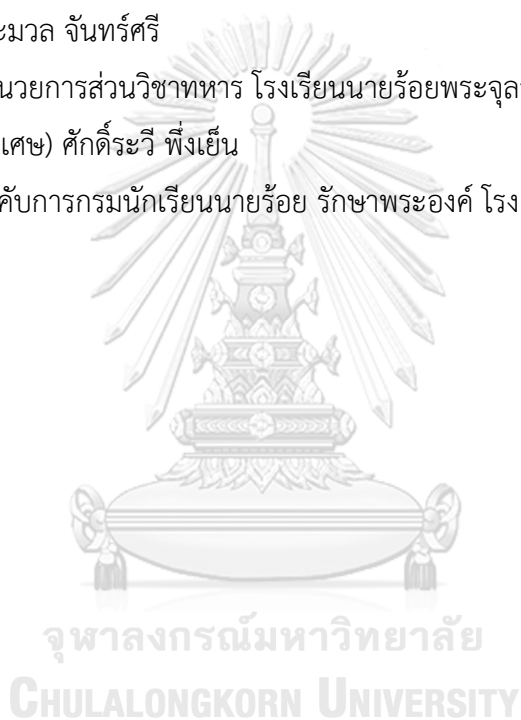 ะมวล จันทร์ศรี
นวยการส่วนวิชาทหาร โรงเรียนนายร้อยพระจุล
เศษ) ศักดิ์ระวี พึ่งเย็น
คับการกรมนักเรียนนายร้อย รักษาพระองค์ โรง
จุฬาลงกรณ์มหาวิทยาลัย
CHULALONGKORN UNIVERSITY